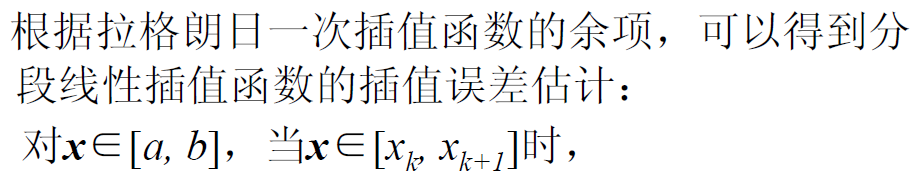 根据拉格朗日一次插值函数的余项，可以得到分
段线性插值函数的插值误差估计：
对x∈[a, b]，当x∈[xk, xk+1]时，